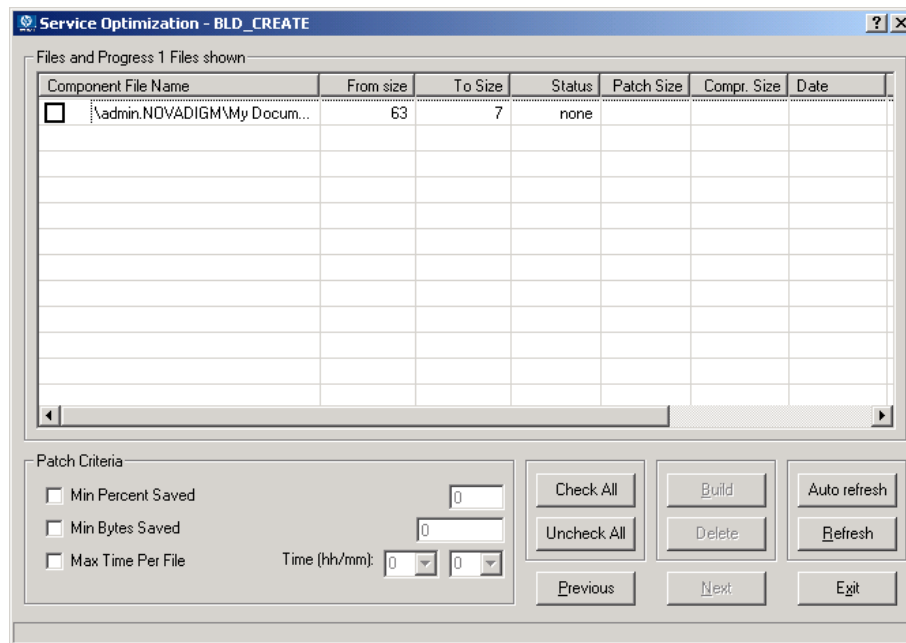 Service Optimization - BLD_CREATE
Files and Progress 1 Files shown
Component File Name From size To Size Status Patch Size Compr. Size Date
\admin.NOVADIGM\My Docum... 63 7 none
Patch Criteria
Min Percent Saved 0
Min Bytes Saved 0
Max Time Per File Time (hh/mm): 0 0
Check All Build Auto refresh
Uncheck All Delete Refresh
Previous Next Exit